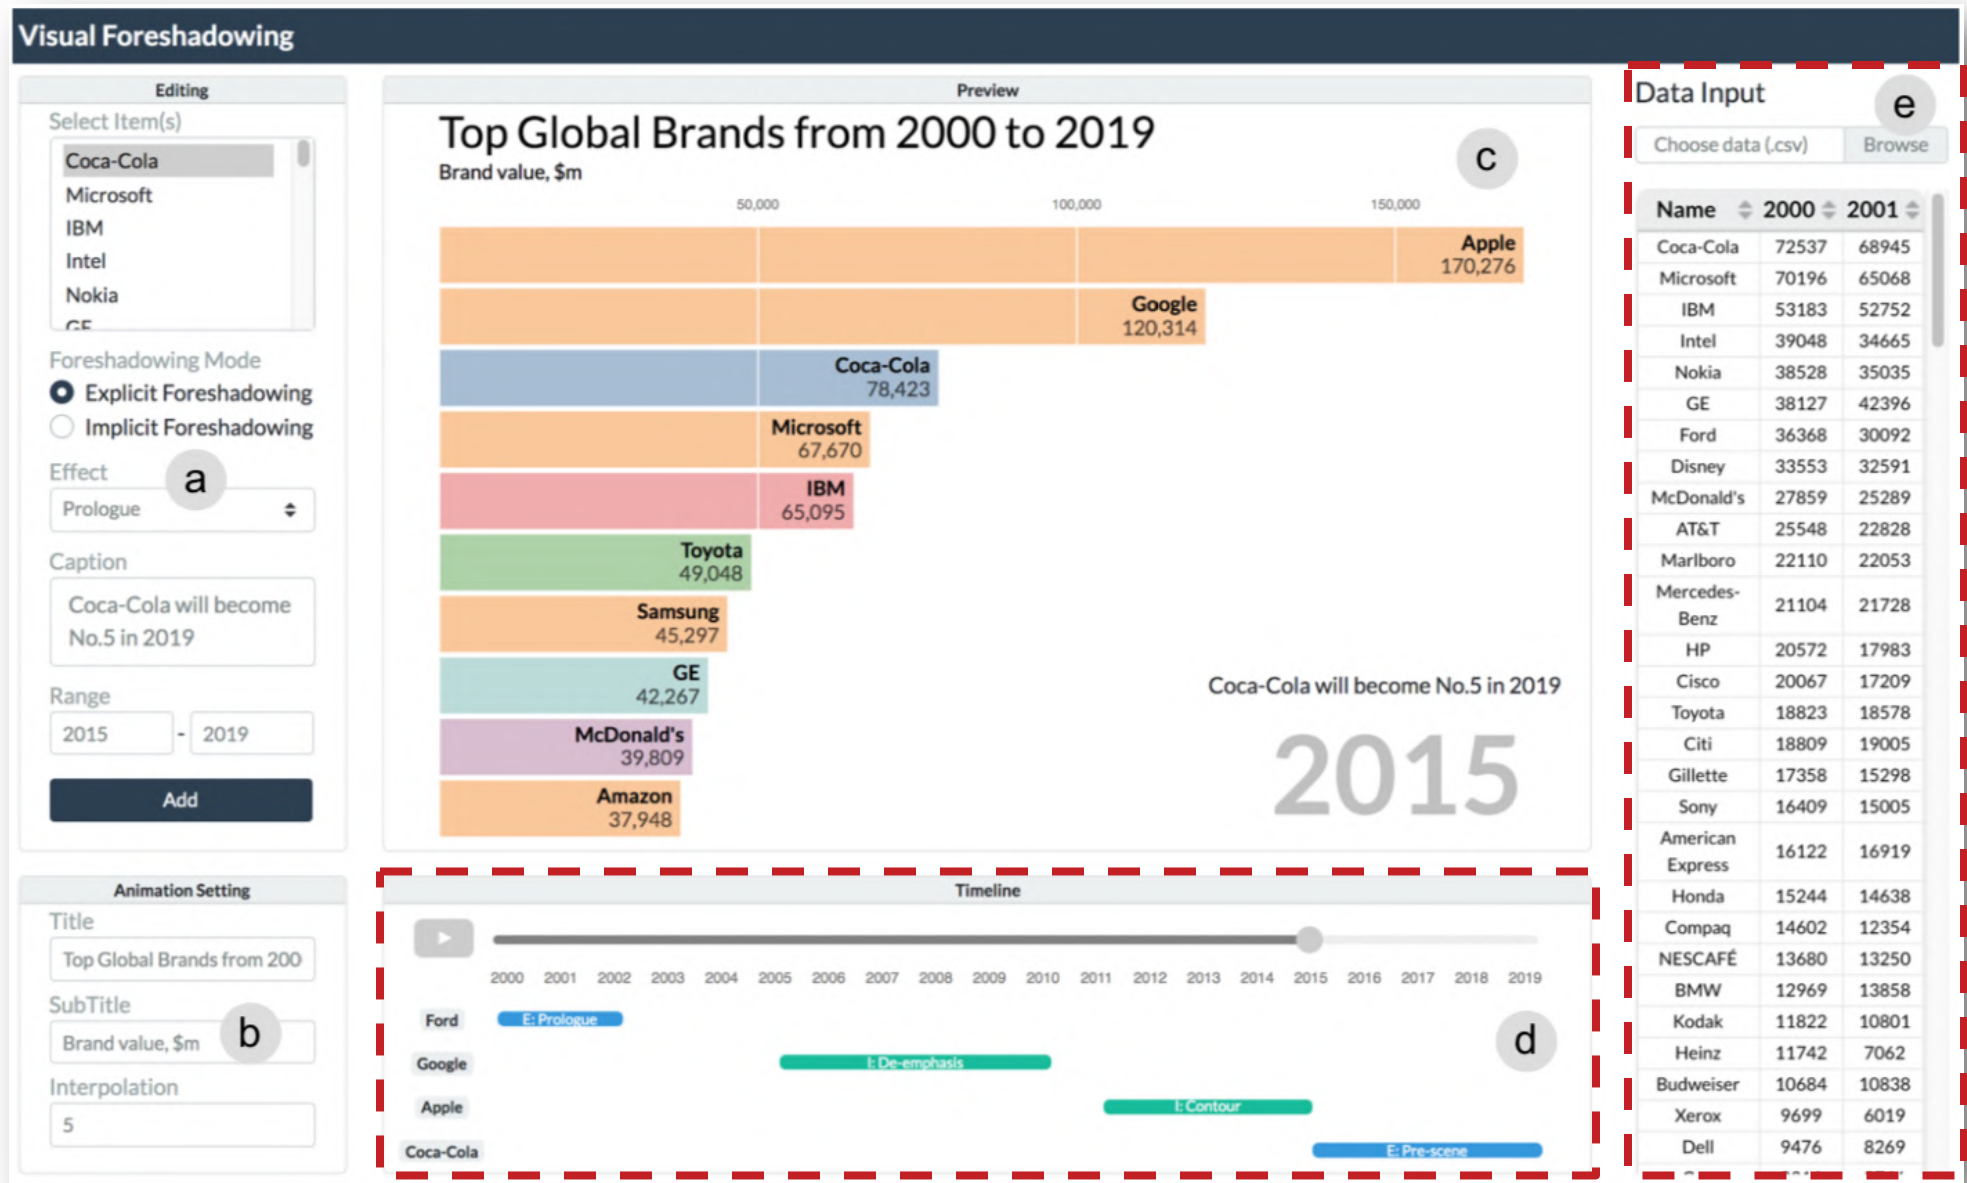 Visual Foreshadowing
Editing
Select Item(s)
Coca-Cola
Microsoft
IBM
Intel
Nokia
GE
Foreshadowing Mode
Explicit Foreshadowing
Implicit Foreshadowing
Effect
a
Prologue
Caption
Coca-Cola will become
No.5 in 2019
Range
2015 - 2019
Add
Animation Setting
Title
Top Global Brands from 200
SubTitle
Brand value, $m
b
Interpolation
5
Preview
Top Global Brands from 2000 to 2019
Brand value, $m
c
50,000 100,000 150,000
Apple
170,276
Google
120,314
Coca-Cola
78,423
Microsoft
67,670
IBM
65,095
Toyota
49,048
Samsung
45,297
GE
42,267
McDonald's
39,809
Amazon
37,948
Coca-Cola will become No.5 in 2019
2015
Timeline
2000 2001 2002 2003 2004 2005 2006 2007 2008 2009 2010 2011 2012 2013 2014 2015 2016 2017 2018 2019
Ford E: Prologue
Google I: De-emphasis
Apple I: Contour
Coca-Cola E: Pre-scene
d
Data Input
e
Choose data (.csv) Browse
Name 2000 2001
Coca-Cola 72537 68945
Microsoft 70196 65068
IBM 53183 52752
Intel 39048 34665
Nokia 38528 35035
GE 38127 42396
Ford 36368 30092
Disney 33553 32591
McDonald's 27859 25289
AT&T 25548 22828
Marlboro 22110 22053
Mercedes-
Benz 21104 21728
HP 20572 17983
Cisco 20067 17209
Toyota 18823 18578
Citi 18809 19005
Gillette 17358 15298
Sony 16409 15005
American
Express 16122 16919
Honda 15244 14638
Compaq 14602 12354
NESCAFÉ 13680 13250
BMW 12969 13858
Kodak 11822 10801
Heinz 11742 7062
Budweiser 10684 10838
Xerox 9699 6019
Dell 9476 8269